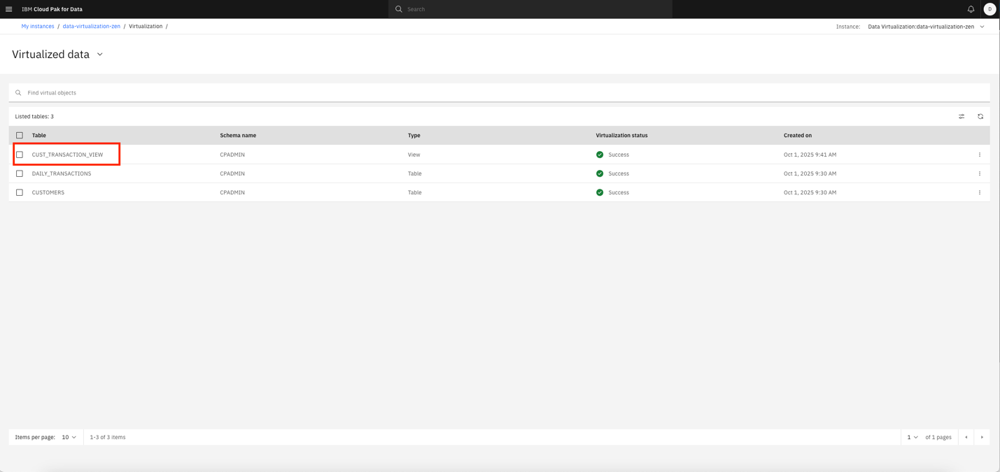 IBM Cloud Pak for Data Search D
My instances / data-virtualization-zen / Virtualization / Instance: Data Virtualization:data-virtualization-zen
Virtualized data
Find virtual objects
Listed tables: 3
Table Schema name Type Virtualization status Created on
CUST_TRANSACTION_VIEW CPADMIN View Success Oct 1, 2025 9:41 AM
DAILY_TRANSACTIONS CPADMIN Table Success Oct 1, 2025 9:30 AM
CUSTOMERS CPADMIN Table Success Oct 1, 2025 9:30 AM
Items per page: 10 1-3 of 3 items 1 of 1 pages